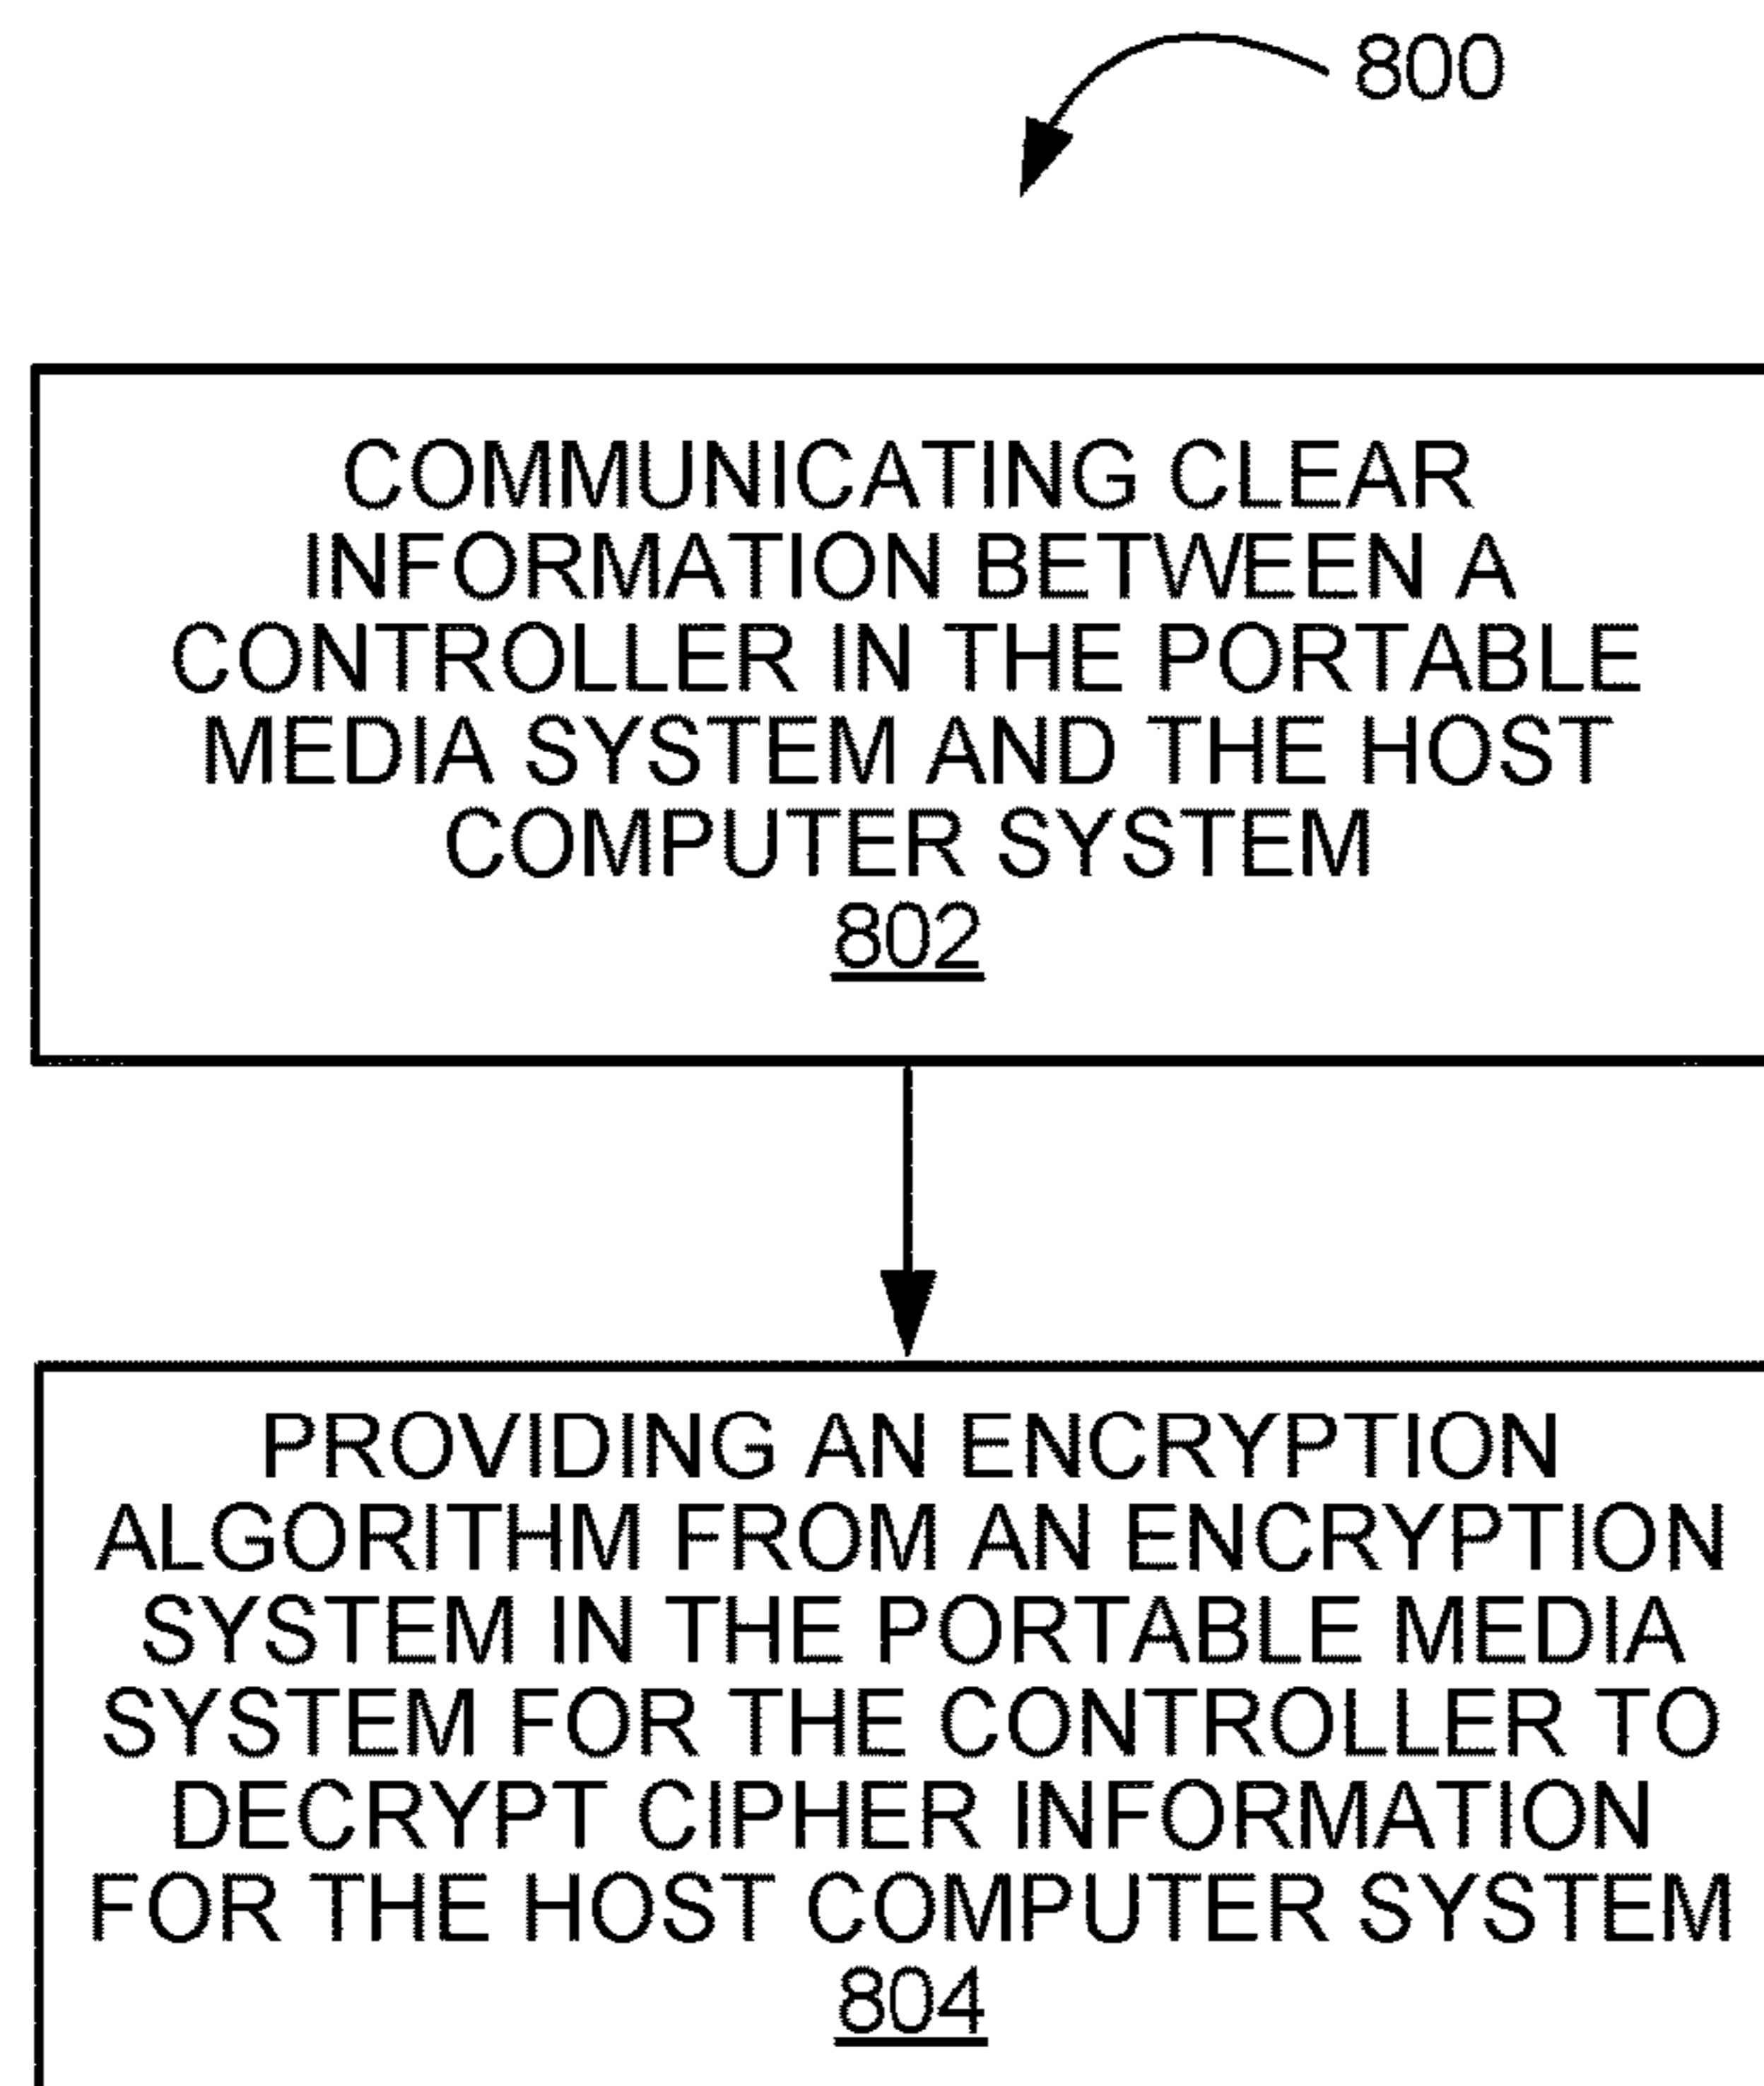 800
COMMUNICATING CLEAR
INFORMATION BETWEEN A
CONTROLLER IN THE PORTABLE
MEDIA SYSTEM AND THE HOST
COMPUTER SYSTEM
802
PROVIDING AN ENCRYPTION
ALGORITHM FROM AN ENCRYPTION
SYSTEM IN THE PORTABLE MEDIA
SYSTEM FOR THE CONTROLLER TO
DECRYPT CIPHER INFORMATION
FOR THE HOST COMPUTER SYSTEM
804